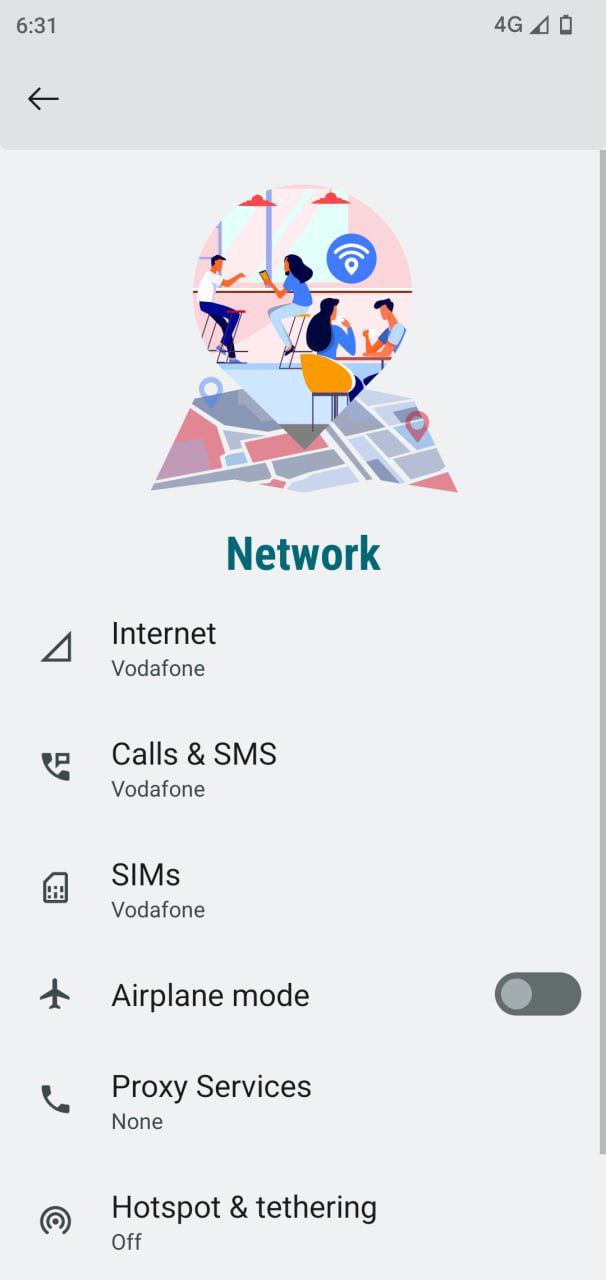 6:31
4G
Network
Internet
Vodafone
Calls & SMS
Vodafone
SIMs
Vodafone
Airplane mode
Proxy Services
None
Hotspot & tethering
Off